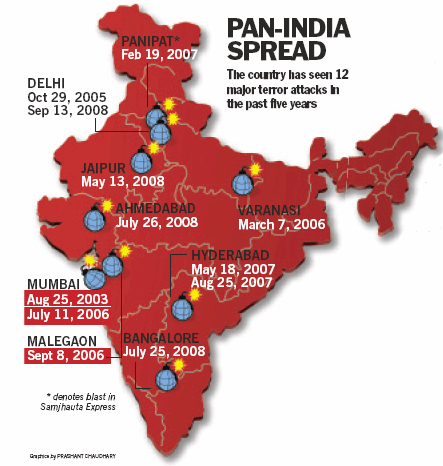 PAN-INDIA
SPREAD
The country has seen 12
major terror attacks in
the past five years
PANIPAT*
Feb 19, 2007
DELHI
Oct 29, 2005
Sep 13, 2008
JAIPUR
May 13, 2008
AHMEDABAD
July 26, 2008
VARANASI
March 7, 2006
HYDERABAD
May 18, 2007
Aug 25, 2007
MUMBAI
Aug 25, 2003
July 11, 2006
MALEGAON
Sept 8, 2006
BANGALORE
July 25, 2008
* denotes blast in
Samjhauta Express
Graphics by PRASHANT CHAUDHARY